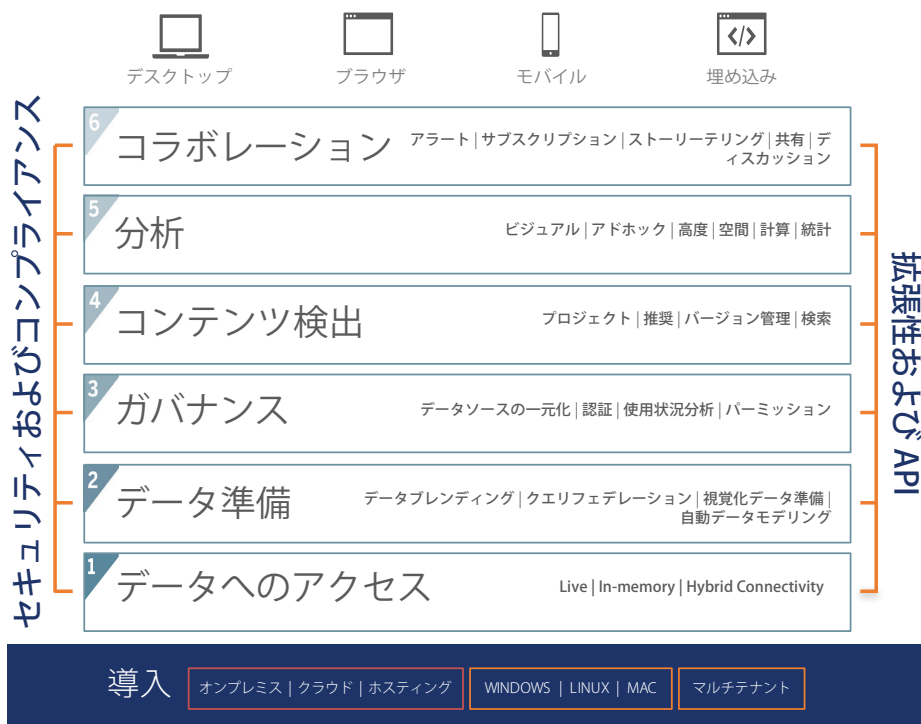 デスクトップ
ブラウザ
モバイル
埋め込み
セキュリティおよびコンプライアンス
6
コラボレーション
アラート | サブスクリプション | ストーリーテリング | 共有 | デ
ィスカッション
5
分析
ビジュアル | アドホック | 高度 | 空間 | 計算 | 統計
4
コンテンツ検出
プロジェクト | 推奨 | バージョン管理 | 検索
3
ガバナンス
データソースの一元化 | 認証 | 使用状況分析 | パーミッション
2
データ準備
データブレンディング | クエリフェデレーション | 視覚化データ準備 |
自動データモデリング
1
データへのアクセス
Live | In-memory | Hybrid Connectivity
拡張性および API
導入
オンプレミス | クラウド | ホスティング
WINDOWS | LINUX | MAC
マルチテナント